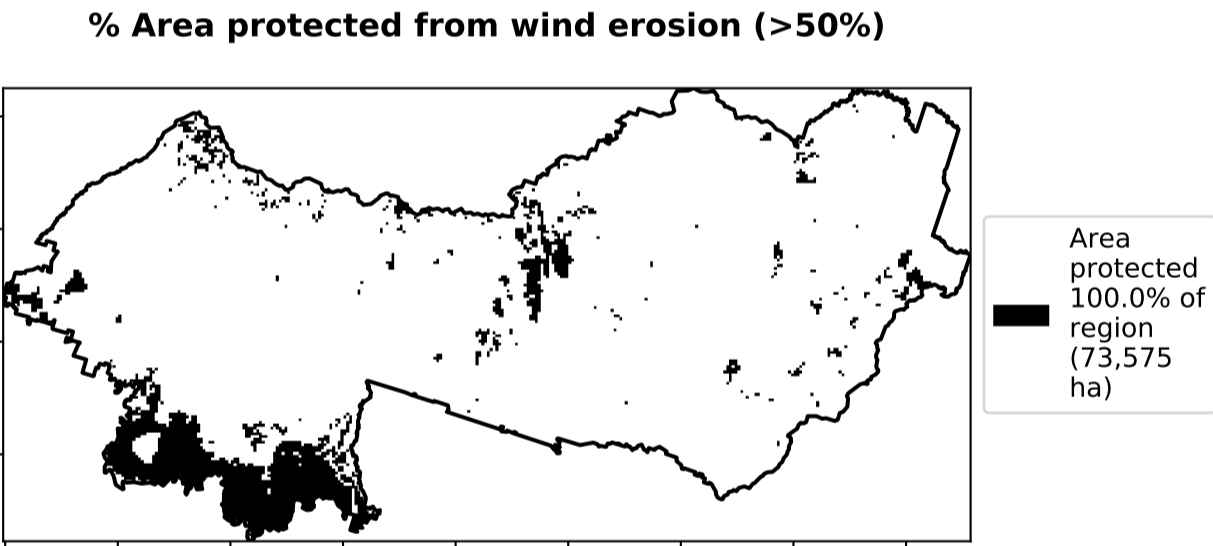 % Area protected from wind erosion (>50%)
Area
protected
100.0% of
region
(73,575
ha)